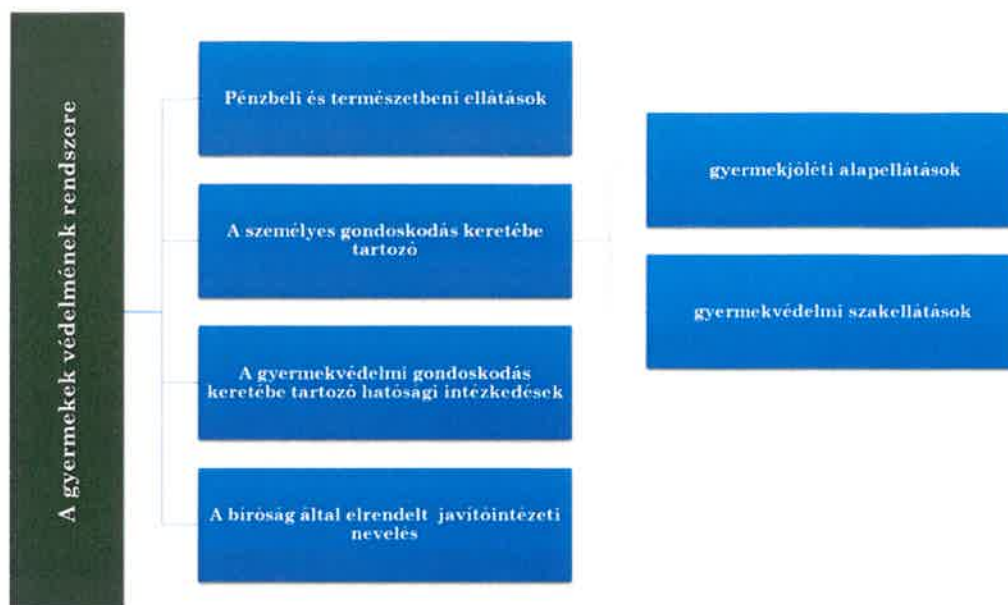 A gyermekek védelmének rendszere
Pénzbeli és természetbeni ellátások
A személyes gondoskodás keretébe
tartozó
A gyermekvédelmi gondoskodás
keretébe tartozó hatósagi intézkedések
A bíróság által elrendelt javítóintézeti
nevelés
gyermekjóléti alapellátások
gyermekvédelmi szakellátások